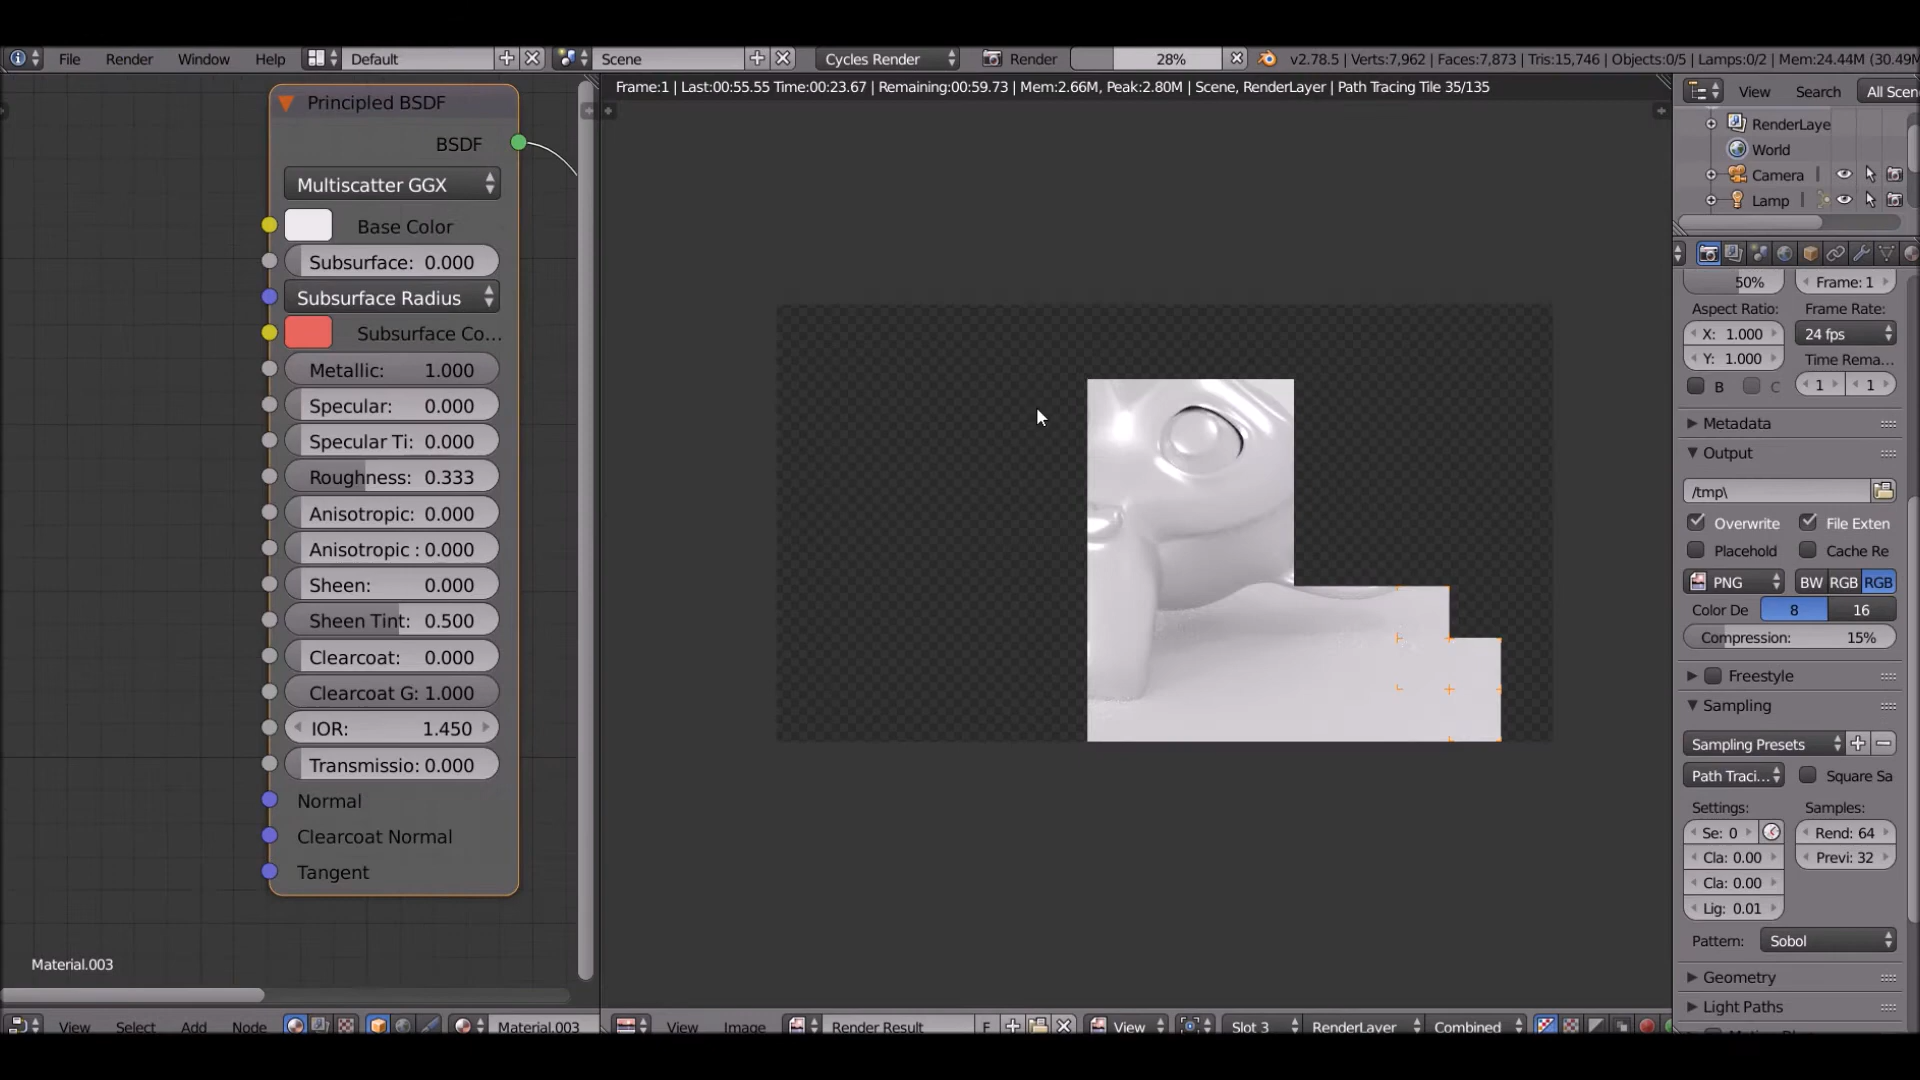 File Render Window Help Default Scene Cycles Render Render 28% v2.78.5 | Verts:7,962 | Faces:7,873 | Tris:15,746 | Objects:0/5 | Lamps:0/2 | Mem:24.44M (30.49M
Frame:1 | Last:00:55.55 Time:00:23.67 | Remaining:00:59.73 | Mem:2.66M, Peak:2.80M | Scene, RenderLayer | Path Tracing Tile 35/135
Principled BSDF
BSDF
Multiscatter GGX
Base Color
Subsurface: 0.000
Subsurface Radius
Subsurface Co...
Metallic: 1.000
Specular: 0.000
Specular Ti: 0.000
Roughness: 0.333
Anisotropic: 0.000
Anisotropic : 0.000
Sheen: 0.000
Sheen Tint: 0.500
Clearcoat: 0.000
Clearcoat G: 1.000
IOR: 1.450
Transmissio: 0.000
Normal
Clearcoat Normal
Tangent
Material.003
View Select Add Node Material.003
View Image Render Result F View Slot 3 RenderLayer Combined
View Search All Scen
RenderLaye
World
Camera
Lamp
50% Frame: 1
Aspect Ratio: Frame Rate:
X: 1.000 24 fps
Y: 1.000 Time Rema...
B C 1 1
Metadata
Output
/tmp\
Overwrite File Exten
Placehold Cache Re
PNG BW RGB RGB
Color De 8 16
Compression: 15%
Freestyle
Sampling
Sampling Presets
Path Traci... Square Sa
Settings: Samples:
Se: 0 Rend: 64
Cla: 0.00 Previ: 32
Cla: 0.00
Lig: 0.01
Pattern: Sobol
Geometry
Light Paths